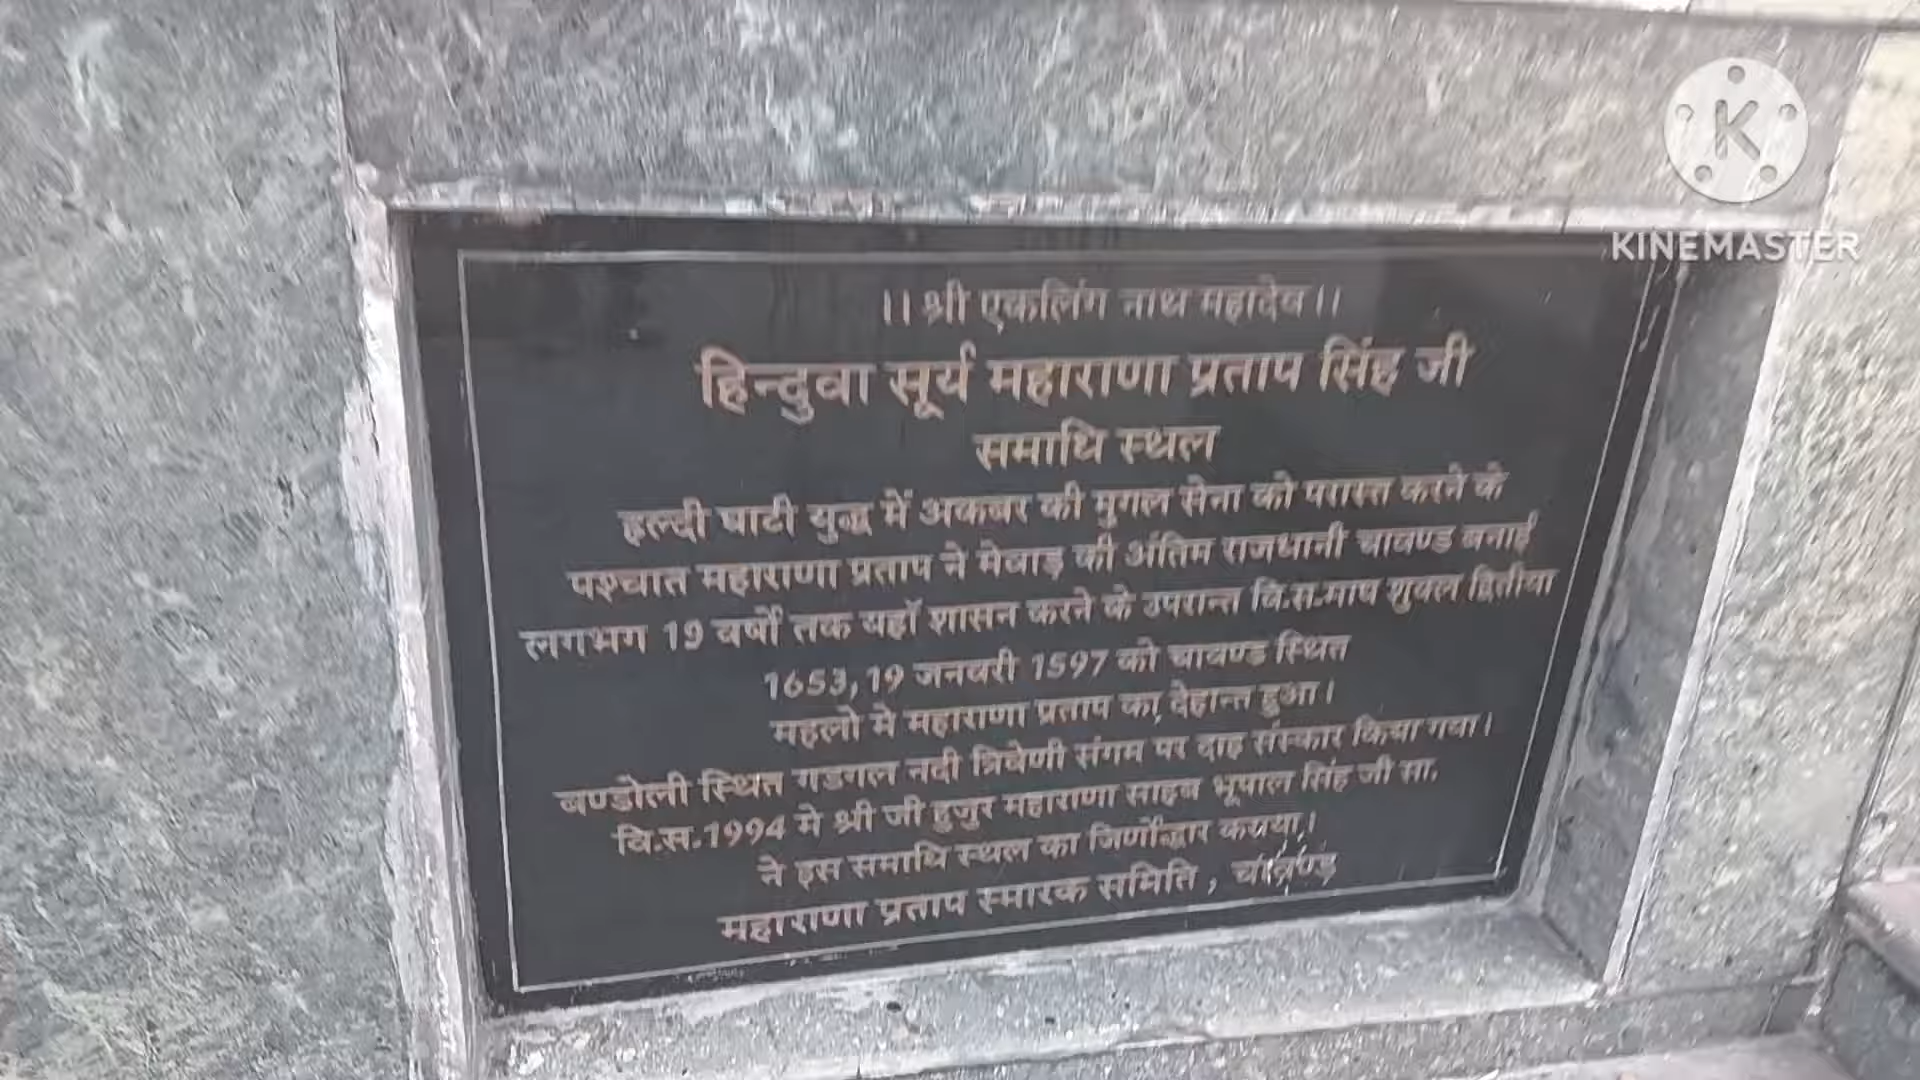 ।। श्री एकलिंग नाथ महादेव ।।
हिन्दुवा सूर्य महाराणा प्रताप सिंह जी
समाधि स्थल
हल्दी घाटी युद्ध में अकबर की मुगल सेना को परास्त करने के
पश्चात महाराणा प्रताप ने मेवाड़ की अंतिम राजधानी चावण्ड बनाई
लगभग 19 वर्षो तक यहॉ शासन करने के उपरान्त वि.स.माघ शुक्ल द्वितीया
1653, 19 जनवरी 1597 को चावण्ड स्थित
महलो मे महाराणा प्रताप का देहान्त हुआ।
बण्डोली स्थित गडगल नदी त्रिवेणी संगम पर दाह संस्कार किया गया।
वि.स.1994 मे श्री जी हुजुर महाराणा साहब भूपाल सिंह जी सा.
ने इस समाधि स्थल का जिर्णोद्धार कराया।
महाराणा प्रताप स्मारक समिति , चावण्ड
KINEMASTER